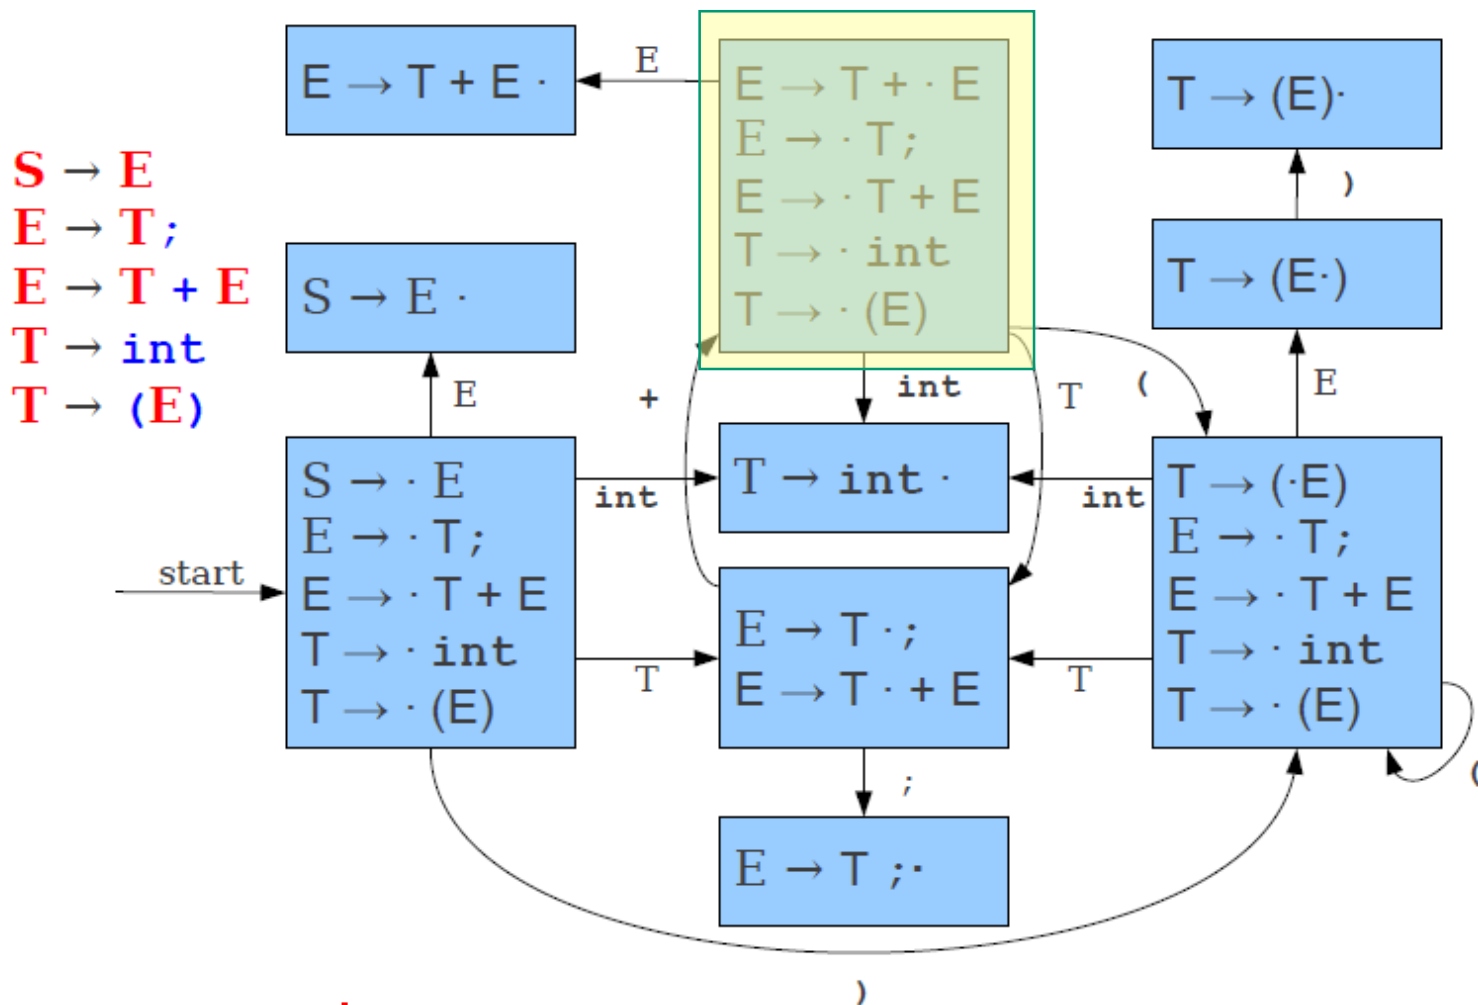 S → E
E → T ;
E → T + E
T → int
T → (E)
E → T + E ·
E
E → T + · E
E → · T ;
E → · T + E
T → · int
T → · (E)
T → (E)·
)
T → (E·)
S → E ·
E
+
int
T
(
E
start
S → · E
E → · T ;
E → · T + E
T → · int
T → · (E)
int
T → int ·
int
T → (·E)
E → · T ;
E → · T + E
T → · int
T → · (E)
T
E → T · ;
E → T · + E
T
(
;
E → T ;·
)